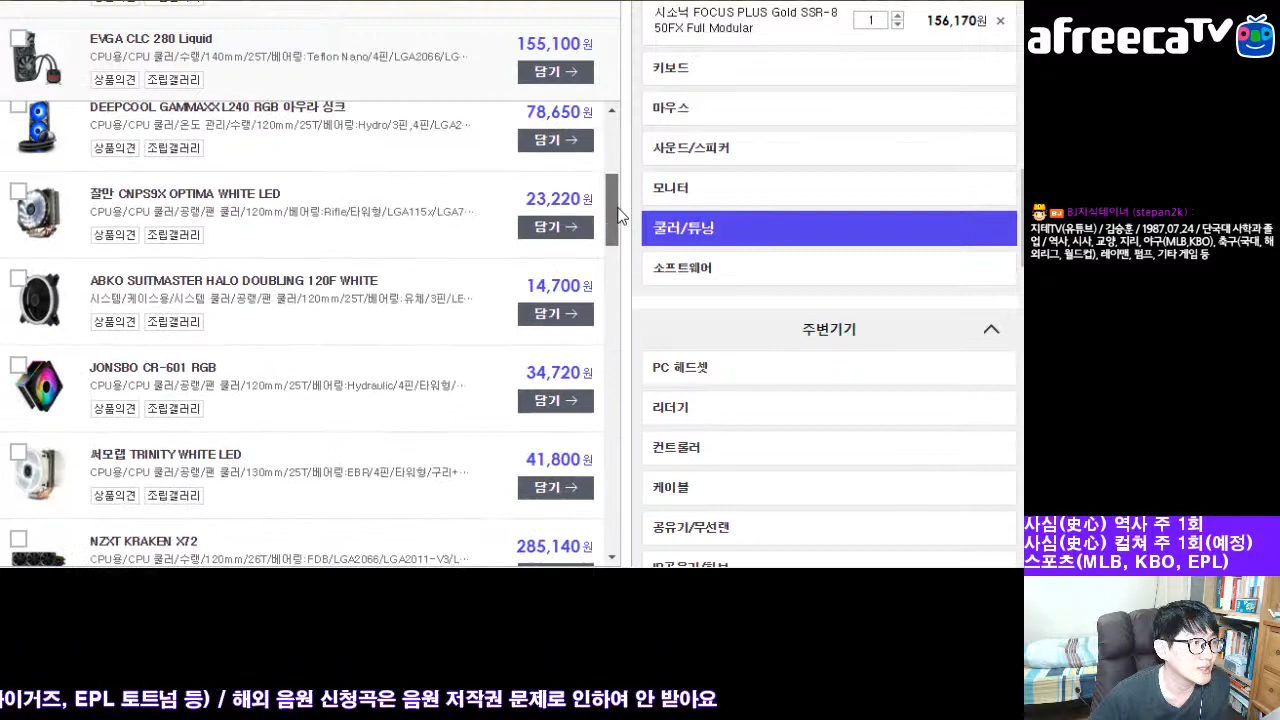 EVGA CLC 280 Liquid
CPU용/CPU 쿨러/수랭/140mm/25T/베어링:Teflon Nano/4핀/LGA2066/LG···
상품의견 조립갤러리
155,100원
담기 →
DEEPCOOL GAMMAXX L240 RGB 아우라 싱크
CPU용/CPU 쿨러/온도 관리/수랭/120mm/25T/베어링:Hydro/3핀,4핀/LGA2···
상품의견 조립갤러리
78,650원
담기 →
잘만 CNPS9X OPTIMA WHITE LED
CPU용/CPU 쿨러/공랭/팬 쿨러/120mm/베어링:Rifle/타워형/LGA115x/LGA7···
상품의견 조립갤러리
23,220원
담기 →
ABKO SUITMASTER HALO DOUBLING 120F WHITE
시스템/케이스용/시스템 쿨러/공랭/팬 쿨러/120mm/25T/베어링:유체/3핀/LE···
상품의견 조립갤러리
14,700원
담기 →
JONSBO CR-601 RGB
CPU용/CPU 쿨러/공랭/팬 쿨러/120mm/25T/베어링:Hydraulic/4핀/타워형/···
상품의견 조립갤러리
34,720원
담기 →
써모랩 TRINITY WHITE LED
CPU용/CPU 쿨러/공랭/팬 쿨러/130mm/25T/베어링:EBR/4핀/타워형/구리+···
상품의견 조립갤러리
41,800원
담기 →
NZXT KRAKEN X72
CPU용/CPU 쿨러/수랭/120mm/26T/베어링:FDB/LGA2066/LGA2011-V3/L···
285,140원
시소닉 FOCUS PLUS Gold SSR-8
50FX Full Modular
1
156,170원 ×
키보드
마우스
사운드/스피커
모니터
쿨러/튜닝
소프트웨어
주변기기
PC 헤드셋
리더기
컨트롤러
케이블
공유기/무선랜
afreecaTV
BJ BJ지식테이너 (stepan2k) :
지테TV(유튜브) / 김승훈 / 1987.07.24 / 단국대 사학과 졸
업 / 역사, 시사, 교양, 지리, 야구(MLB,KBO), 축구(국대, 해
외리그, 월드컵), 레이맨, 펌프, 기타 게임 등
사심(史心) 역사 주 1회
사심(史心) 컬쳐 주 1회(예정)
스포츠(MLB, KBO, EPL)
이거즈, EPL 토트넘 등) / 해외 음원 신청곡은 음원 저작권 문제로 인하여 안 받아요